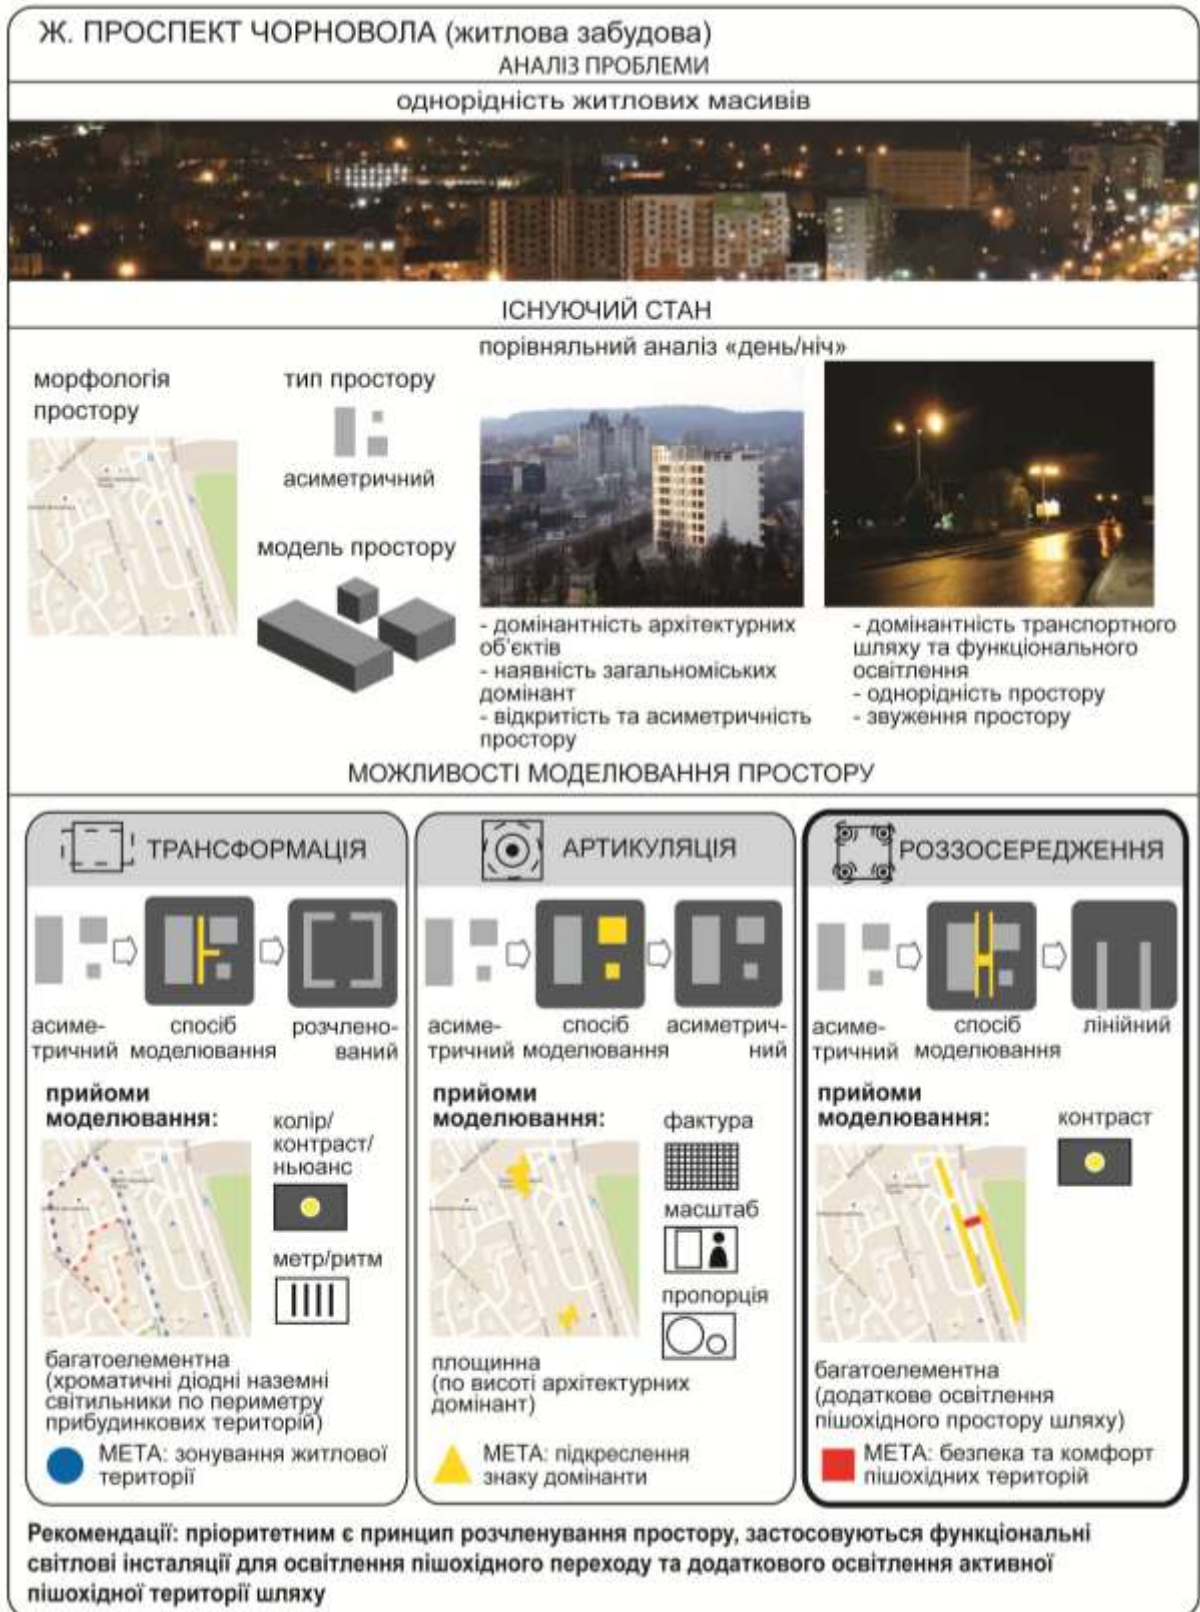 Ж. ПРОСПЕКТ ЧОРНОВОЛА (житлова забудова)
АНАЛІЗ ПРОБЛЕМИ
однорідність житлових масивів
ІСНУЮЧИЙ СТАН
порівняльний аналіз «день/ніч»
морфологія
простору
тип простору
асиметричний
модель простору
- домінантність архітектурних
об'єктів
- наявність загальноміських
домінант
- відкритість та асиметричність
простору
- домінантність транспортного
шляху та функціонального
освітлення
- однорідність простору
- звуження простору
МОЖЛИВОСТІ МОДЕЛЮВАННЯ ПРОСТОРУ
ТРАНСФОРМАЦІЯ
асиме-
тричний
спосіб
моделювання
розчлено-
ваний
прийоми
моделювання:
колір/
контраст/
ньюанс
метр/ритм
багатоелементна
(хроматичні діодні наземні
світильники по периметру
прибудинкових територій)
МЕТА: зонування житлової
території
АРТИКУЛЯЦІЯ
асиме-
тричний
спосіб
моделювання
асиметрич-
ний
прийоми
моделювання:
фактура
масштаб
пропорція
площинна
(по висоті архітектурних
домінант)
МЕТА: підкреслення
знаку домінанти
РОЗЗОСЕРЕДЖЕННЯ
асиме-
тричний
спосіб
моделювання
лінійний
прийоми
моделювання:
контраст
багатоелементна
(додаткове освітлення
пішохідного простору шляху)
МЕТА: безпека та комфорт
пішохідних територій
Рекомендації: пріоритетним є принцип розчленування простору, застосовуються функціональні
світлові інсталяції для освітлення пішохідного переходу та додаткового освітлення активної
пішохідної території шляху